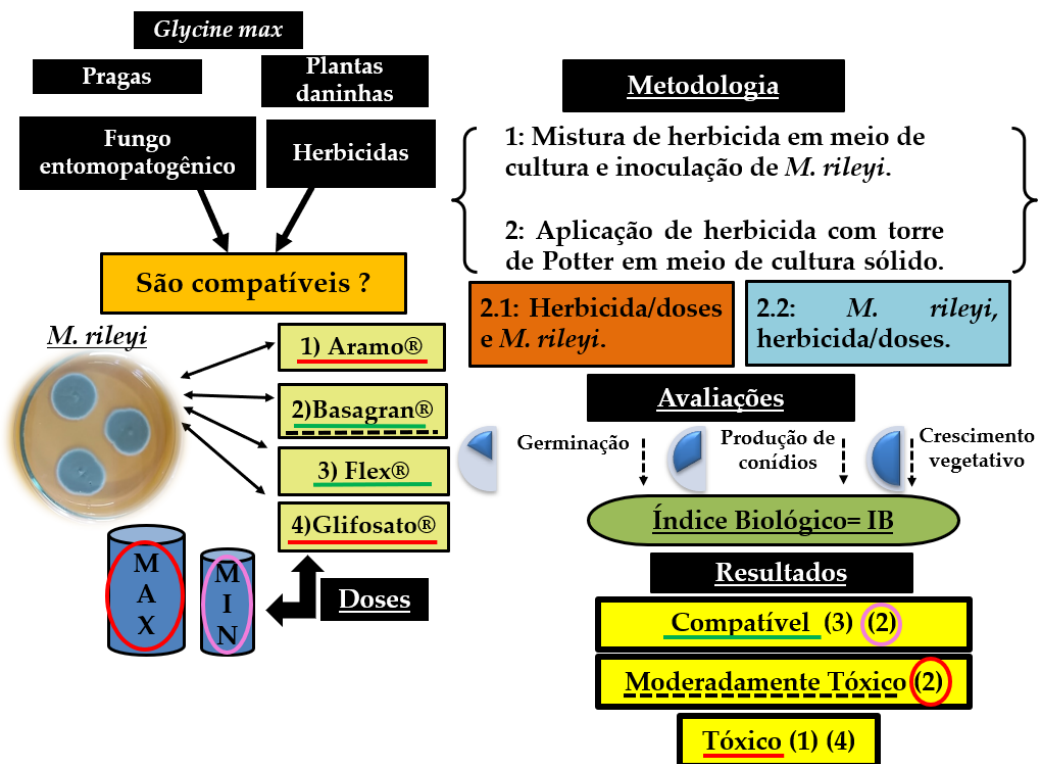 Glycine max
Pragas
Plantas
daninhas
Fungo
entomopatogênico
Herbicidas
São compatíveis ?
M. rileyi
1) Aramo®
2)Basagran®
3) Flex®
4)Glifosato®
M
A
X
M
I
N
Doses
Metodologia
1: Mistura de herbicida em meio de
cultura e inoculação de M. rileyi.
2: Aplicação de herbicida com torre
de Potter em meio de cultura sólido.
2.1: Herbicida/doses
e M. rileyi.
2.2: M. rileyi,
herbicida/doses.
Avaliações
Germinação
Produção de
conídios
Crescimento
vegetativo
Índice Biológico= IB
Resultados
Compatível (3) (2)
Moderadamente Tóxico (2)
Tóxico (1) (4)